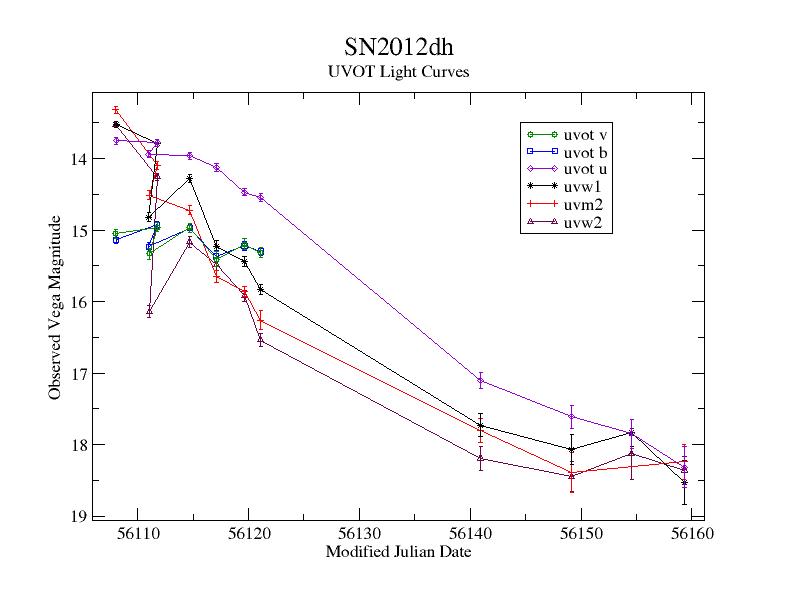 SN2012dh
UVOT Light Curves
uvot v
uvot b
uvot u
uvw1
uvm2
uvw2
14
15
16
17
18
19
Observed Vega Magnitude
56110 56120 56130 56140 56150 56160
Modified Julian Date